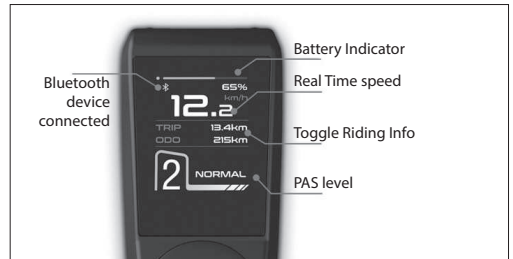 Battery Indicator
Real Time speed
Bluetooth
device
connected
65%
km/h
12.2
TRIP 13.4km
ODO 215km
Toggle Riding Info
2 NORMAL
PAS level